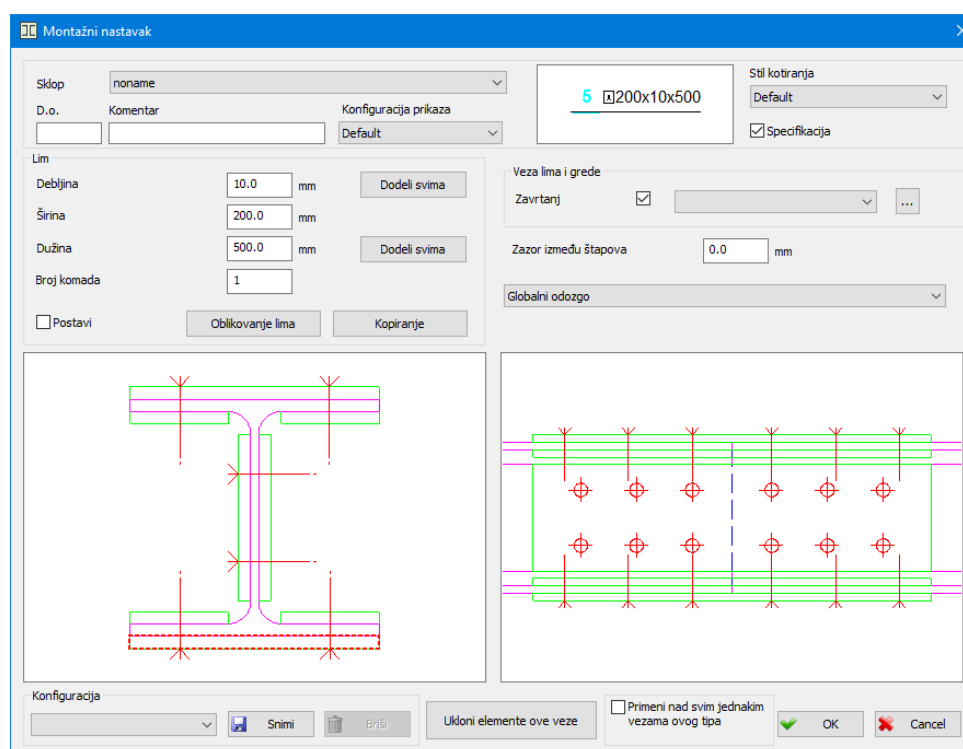 Montažni nastavak
Sklop noname
D.o. Komentar Konfiguracija prikaza
Default
5 200x10x500
Stil kotiranja
Default
Specifikacija
Lim
Debljina 10.0 mm Dodeli svima
Širina 200.0 mm
Dužina 500.0 mm Dodeli svima
Broj komada 1
Postavi Oblikovanje lima Kopiranje
Veza lima i grede
Zavrtanj ...
Zazor između štapova 0.0 mm
Globalni odozgo
Konfiguracija
Snimi Briši
Ukloni elemente ove veze
Primeni nad svim jednakim
vezama ovog tipa
OK Cancel